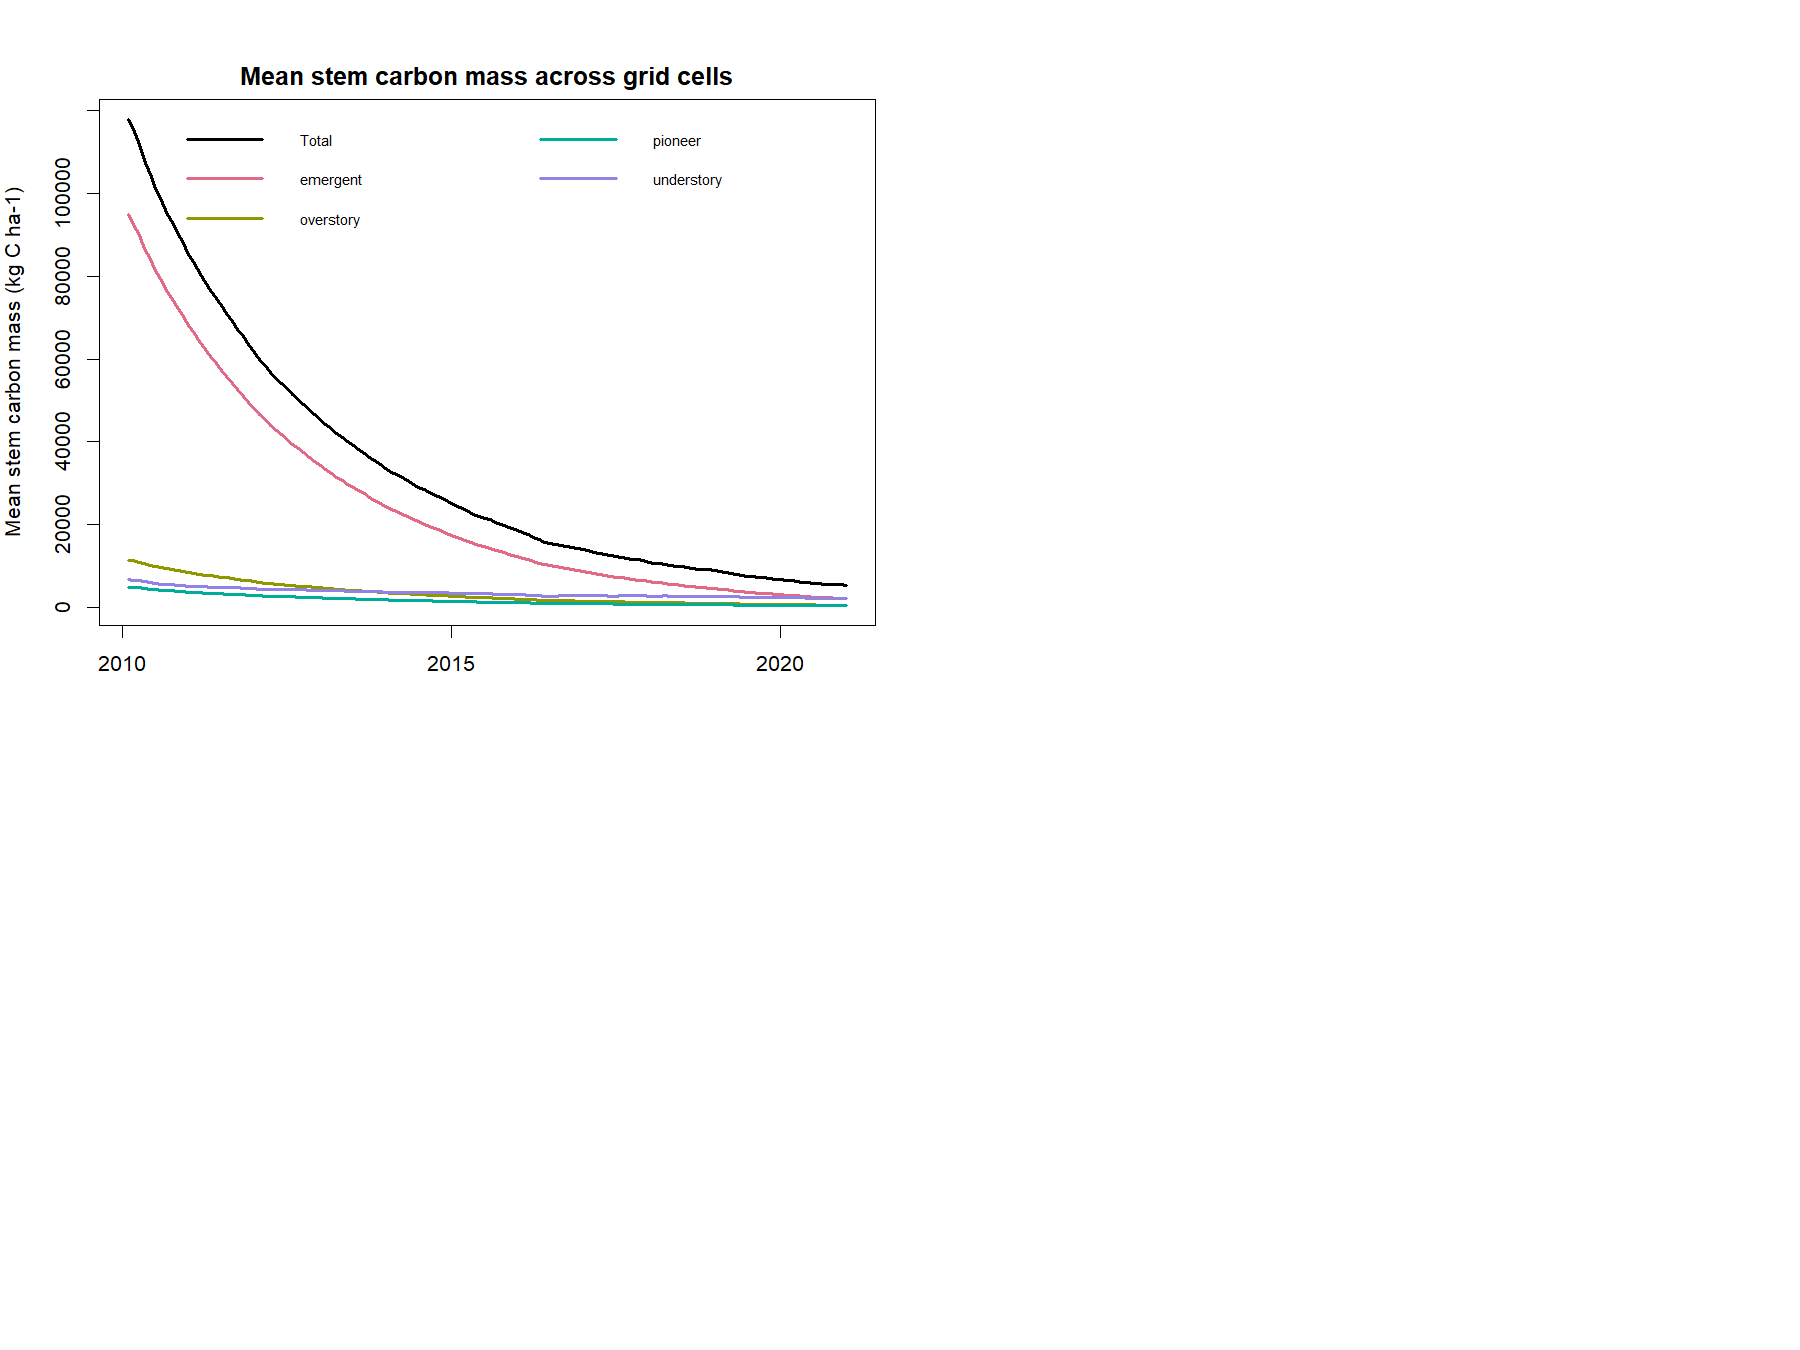 Mean stem carbon mass across grid cells
Mean stem carbon mass (kg C ha-1)
100000
80000
60000
40000
20000
0
Total
emergent
overstory
pioneer
understory
2010
2015
2020